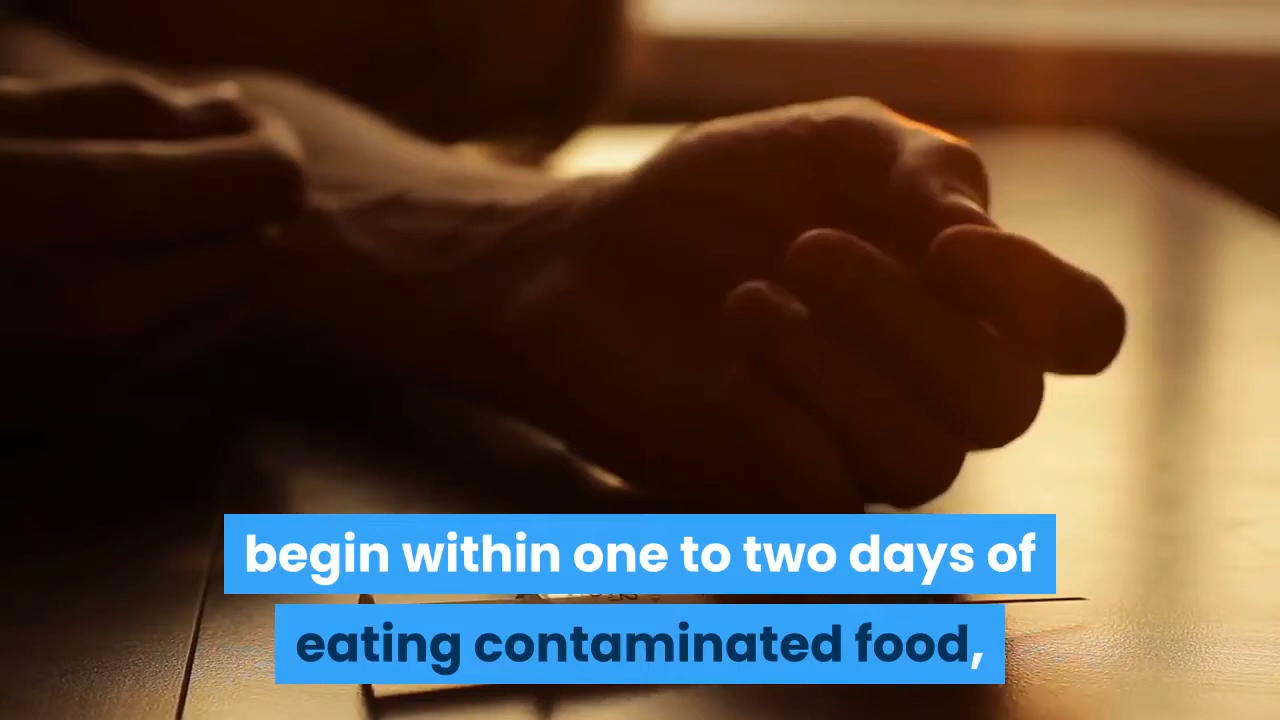 begin within one to two days of
eating contaminated food,